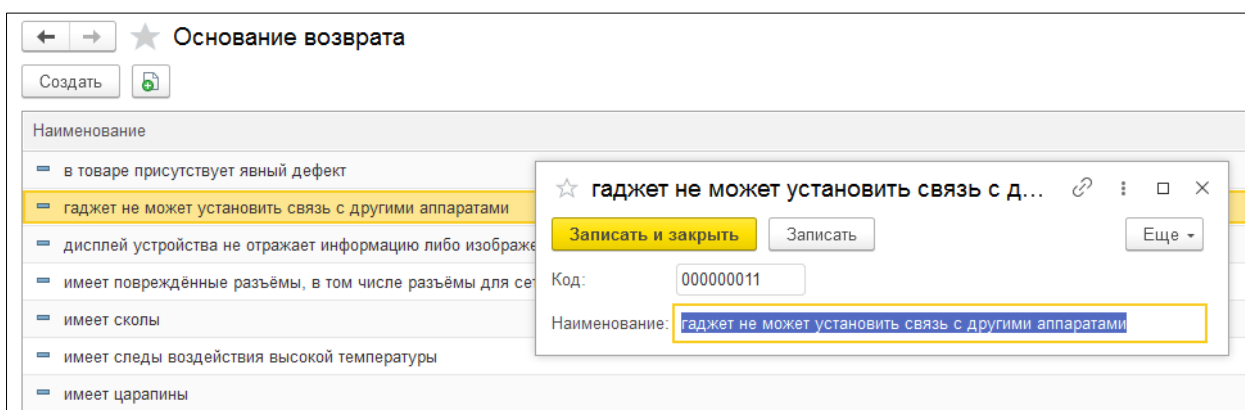 Основание возврата
Создать
Наименование
в товаре присутствует явный дефект
гаджет не может установить связь с другими аппаратами
дисплей устройства не отражает информацию либо
имеет повреждённые разъёмы, в том числе разъёмы для
имеет сколы
имеет следы воздействия высокой температуры
имеет царапины
гаджет не может установить связь с д...
Записать и закрыть Записать Еще
Код: 000000011
Наименование: гаджет не может установить связь с другими аппаратами